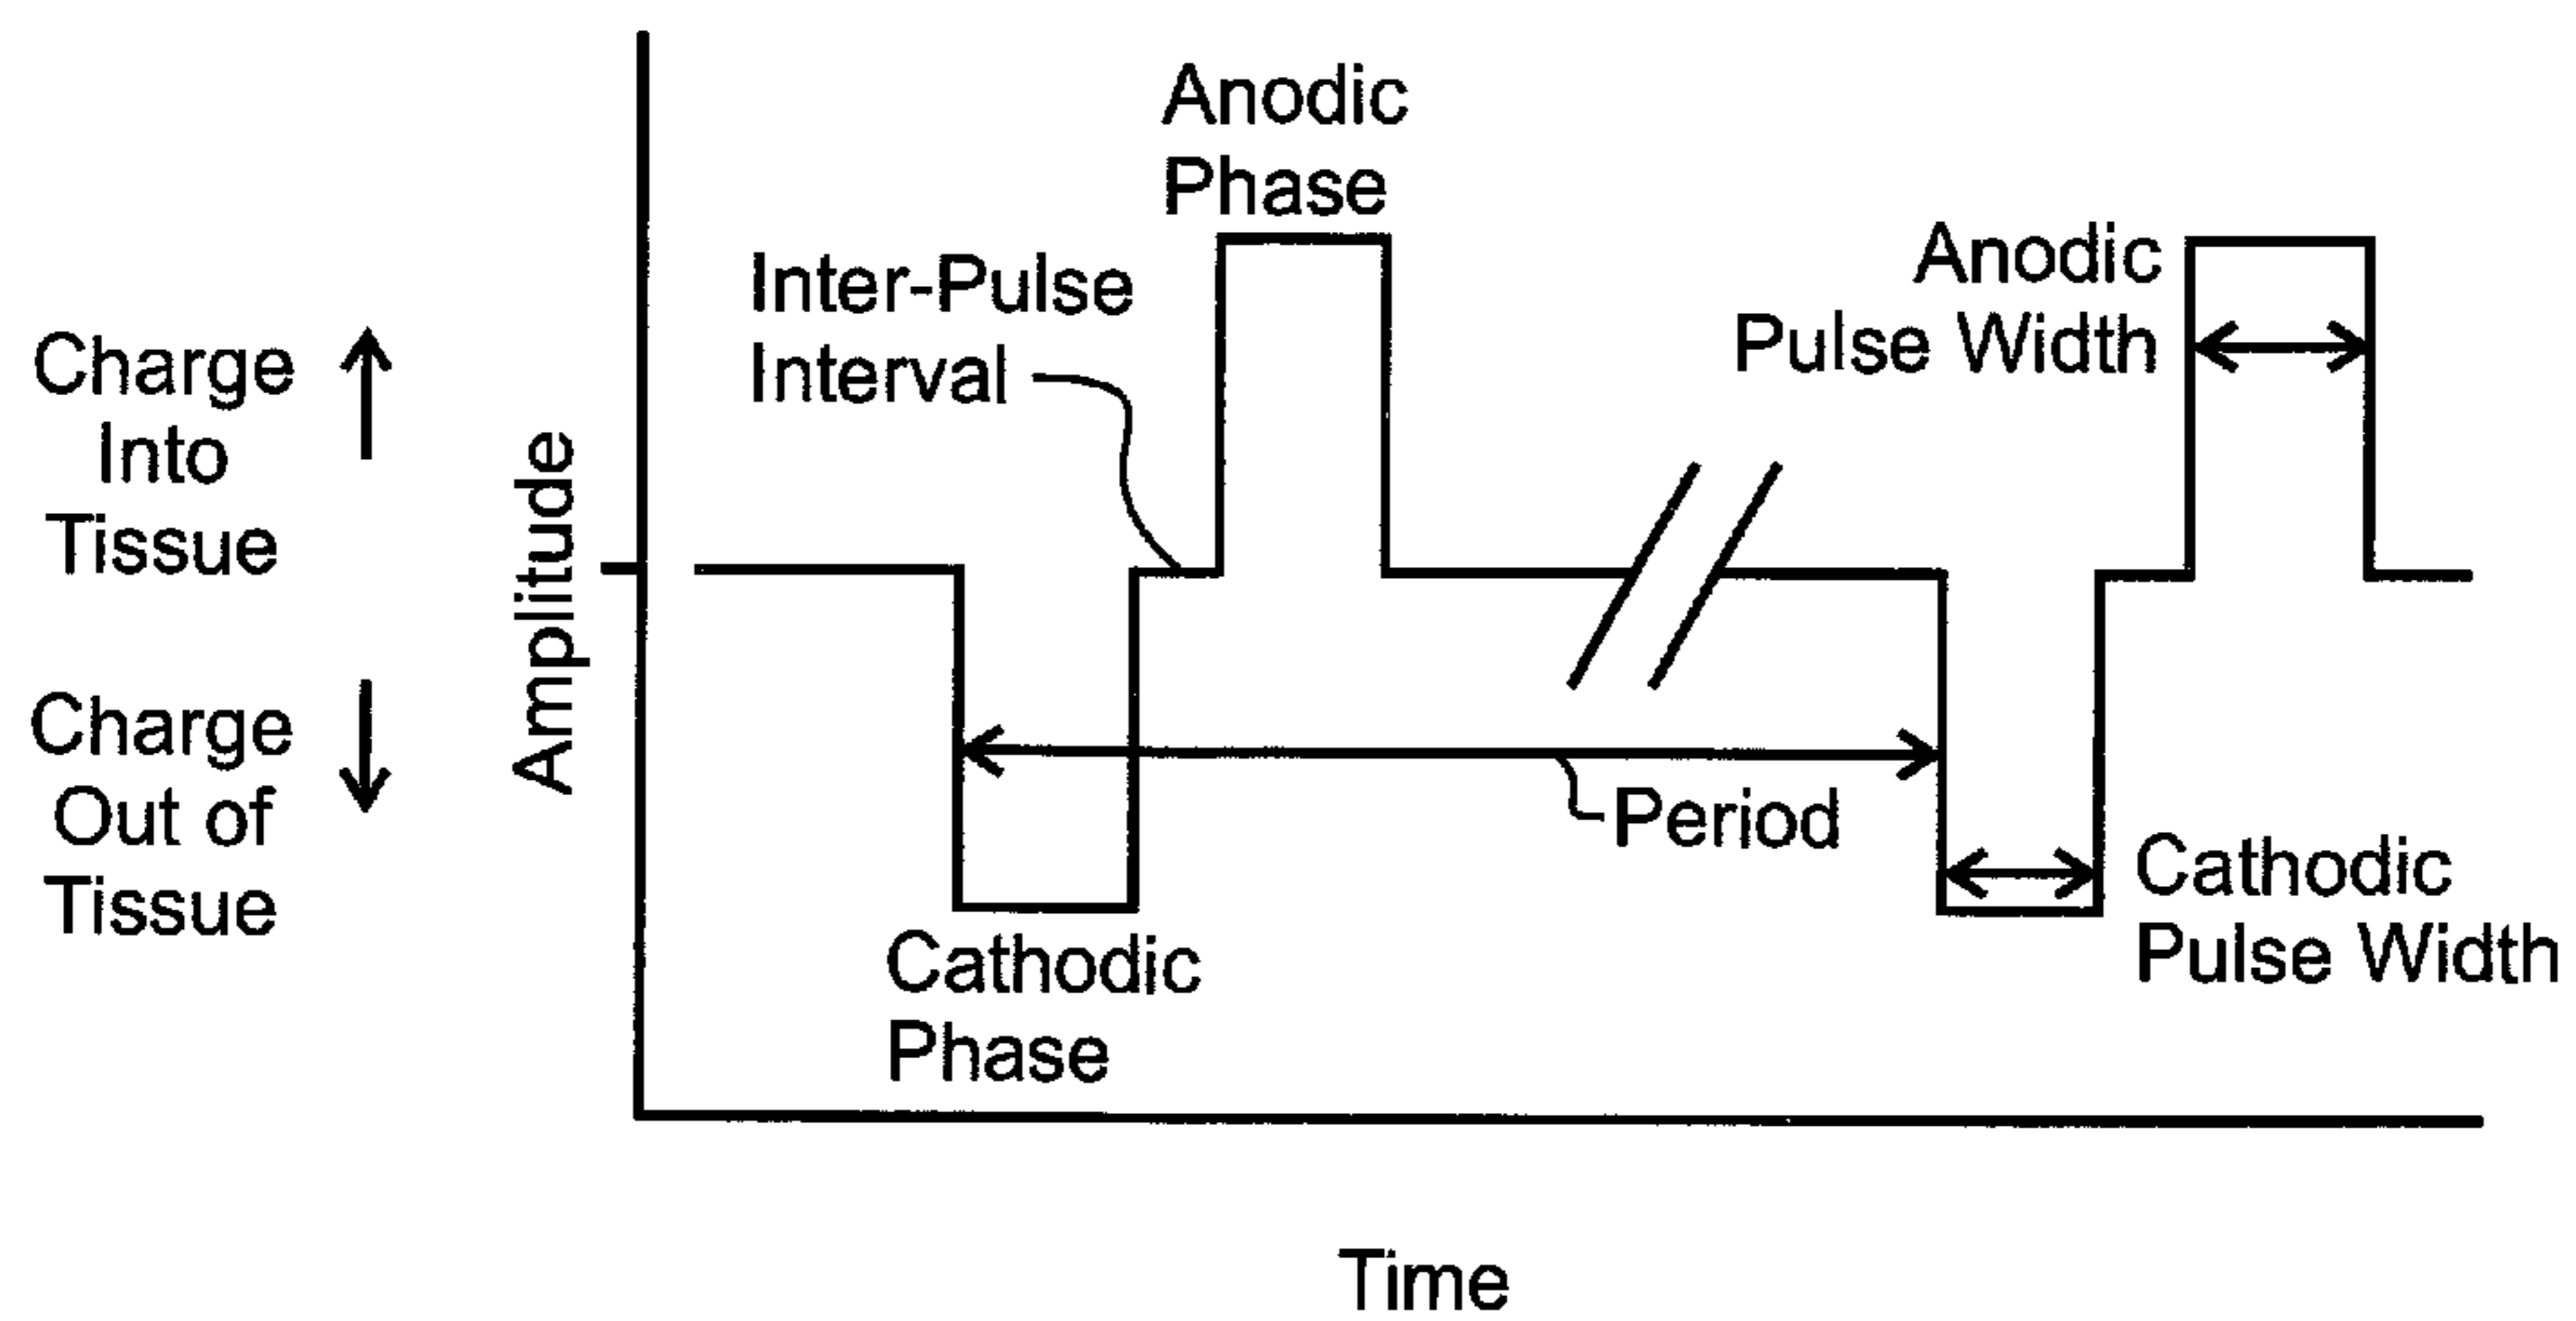 Anodic
Phase
Inter-Pulse
Interval
Anodic
Pulse Width
Charge
Into
Tissue
Amplitude
Charge
Out of
Tissue
Period
Cathodic
Pulse Width
Cathodic
Phase
Time